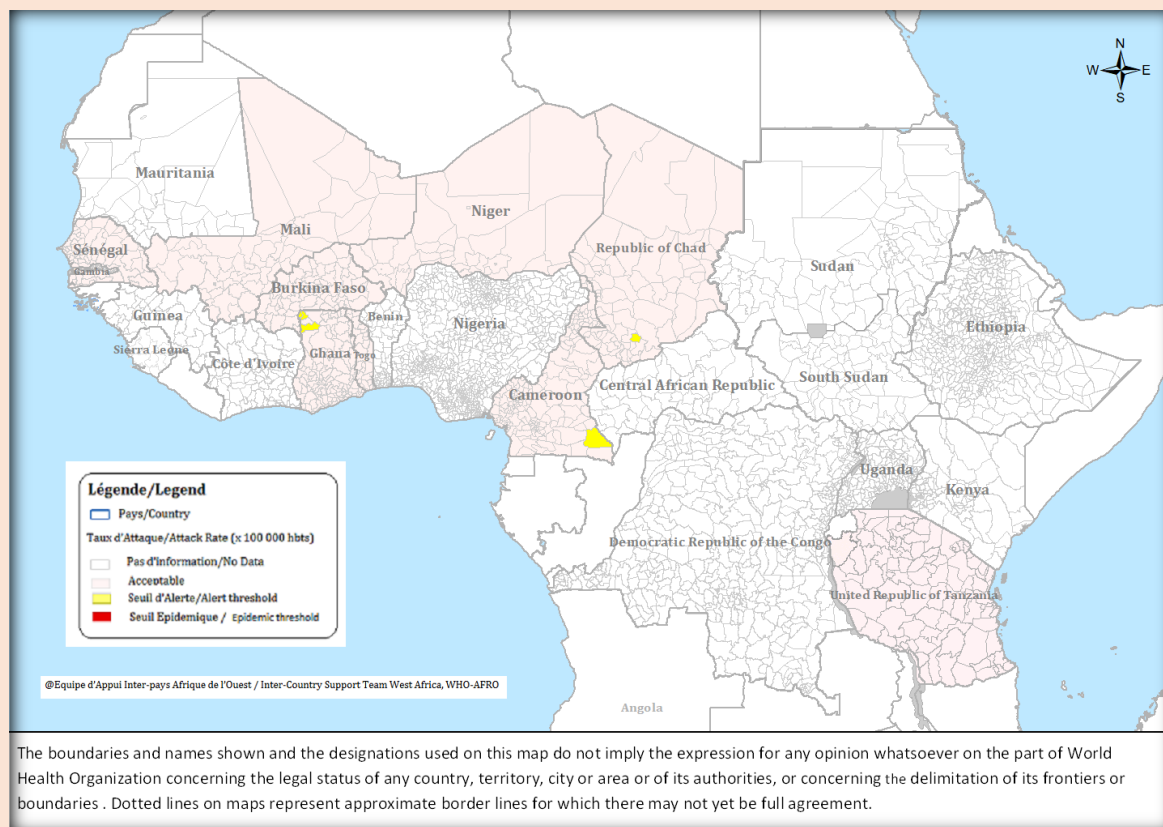 N
W E
S
Mauritania
Mali
Niger
Republic of Chad
Sénégal
Gambia
Sudan
Burkina Faso
Guinea
Benin
Nigeria
Ethiopia
Sierra Leone
Côte d'Ivoire
Ghana
Togo
Central African Republic
South Sudan
Cameroon
Uganda
Kenya
Democratic Republic of the Congo
United Republic of Tanzania
Angola
Légende/Legend
Pays/Country
Taux d'Attaque/Attack Rate (x 100 000 hbts)
Pas d'information/No Data
Acceptable
Seuil d'Alerte/Alert threshold
Seuil Epidemique / Epidemic threshold
@Equipe d'Appui Inter-pays Afrique de l'Ouest / Inter-Country Support Team West Africa, WHO-AFRO
The boundaries and names shown and the designations used on this map do not imply the expression for any opinion whatsoever on the part of World
Health Organization concerning the legal status of any country, territory, city or area or of its authorities, or concerning the delimitation of its frontiers or
boundaries . Dotted lines on maps represent approximate border lines for which there may not yet be full agreement.